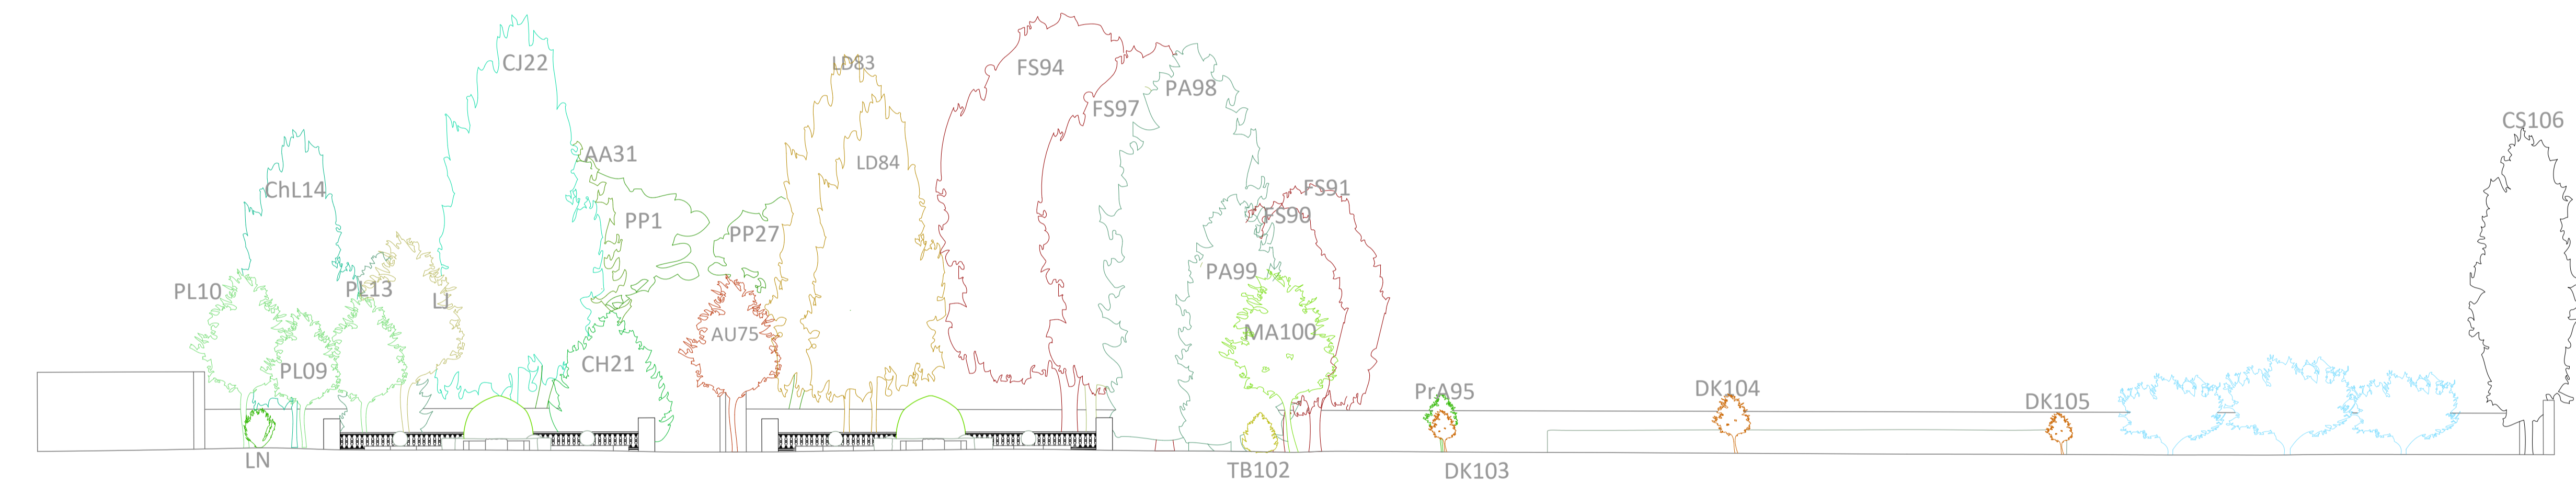 CJ22
LD83
FS94
PA98
FS97
CS106
AA31
LD84
ChL14
FS91
PP1
FS90
PP27
PA99
PL10
PL13
LJ
AU75
MA100
CH21
PL09
PrA95
DK104
DK105
LN
TB102
DK103